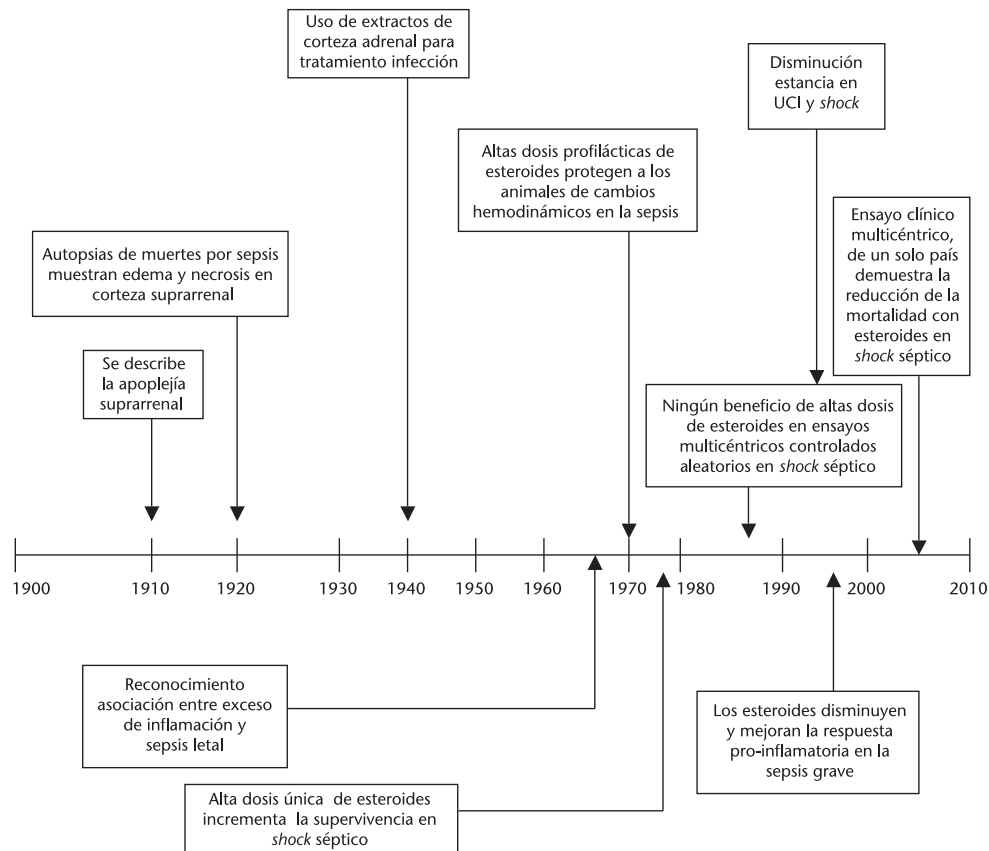 Uso de extractos de
corteza adrenal para
tratamiento infección
Disminución
estancia en
UCI y shock
Altas dosis profilácticas de
esteroides protegen a los
animales de cambios
hemodinámicos en la sepsis
Ensayo clínico
multicéntrico,
de un solo país
demuestra la
reducción de la
mortalidad con
esteroides en
shock séptico
Autopsias de muertes por sepsis
muestran edema y necrosis en
corteza suprarrenal
Se describe
la apoplejía
suprarrenal
Ningún beneficio de altas dosis
de esteroides en ensayos
multicéntricos controlados
aleatorios en shock séptico
1900 1910 1920 1930 1940 1950 1960 1970 1980 1990 2000 2010
Reconocimiento
asociación entre exceso
de inflamación y
sepsis letal
Los esteroides disminuyen
y mejoran la respuesta
pro-inflamatoria en la
sepsis grave
Alta dosis única de esteroides
incrementa la supervivencia en
shock séptico